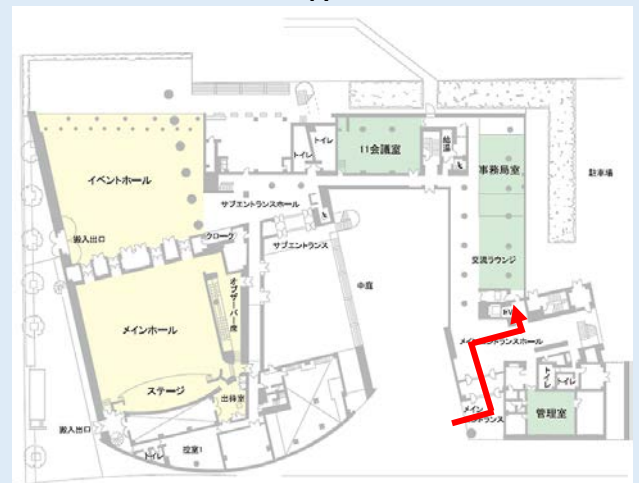 トイレ
トイレ
11会議室
給湯
事務局室
駐車場
イベントホール
サブエントランスホール
搬入出口
クローク
サブエントランス
交流ラウンジ
オブザーバー席
中庭
EV
メインホール
メインエントランスホール
ステージ
出待室
トイレ
トイレ
メイン
エントランス
管理室
搬入出口
控室1
トイレ